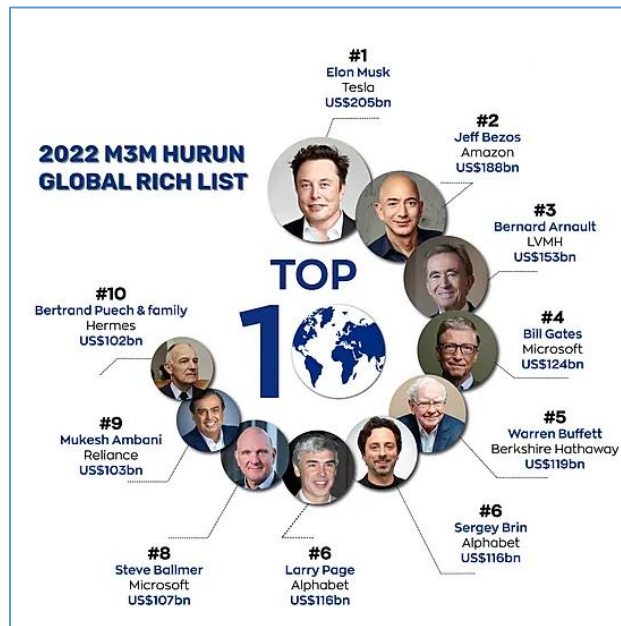 2022 M3M HURUN
GLOBAL RICH LIST
TOP
10
#1
Elon Musk
Tesla
US$205bn
#2
Jeff Bezos
Amazon
US$188bn
#3
Bernard Arnault
LVMH
US$153bn
#4
Bill Gates
Microsoft
US$124bn
#5
Warren Buffett
Berkshire Hathaway
US$119bn
#6
Sergey Brin
Alphabet
US$116bn
#6
Larry Page
Alphabet
US$116bn
#8
Steve Ballmer
Microsoft
US$107bn
#9
Mukesh Ambani
Reliance
US$103bn
#10
Bertrand Puech & family
Hermes
US$102bn